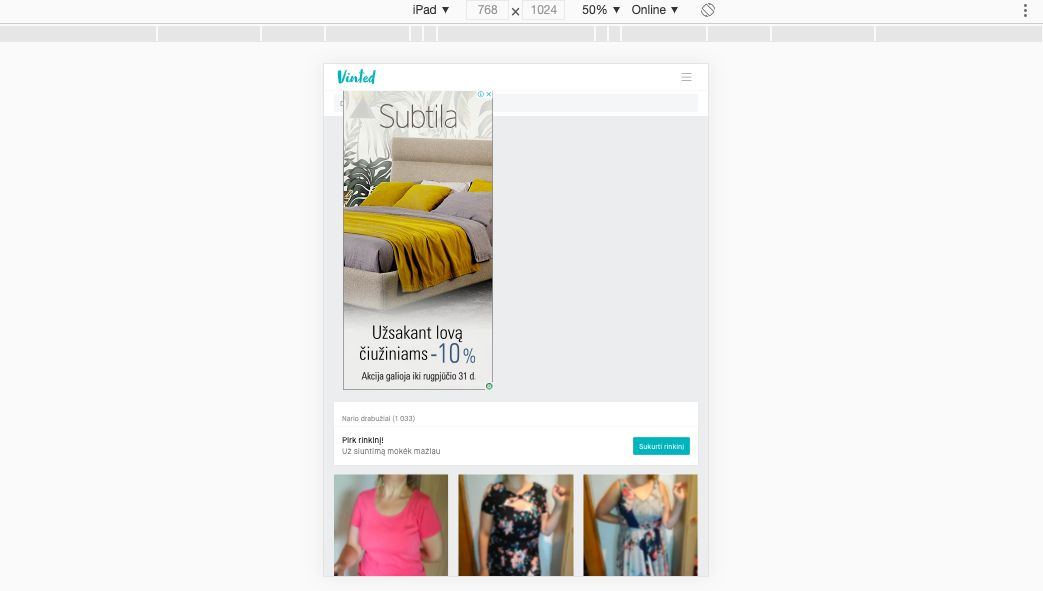 iPad ▼ 768 × 1024 50% ▼ Online ▼
Vinted
Subtila
Užsakant lovą
čiužiniams -10%
Akcija galioja iki rugpjūčio 31 d.
Nario drabužiai (1 033)
Pirk rinkinį!
Už siuntimą mokėk mažiau
Sukurti rinkinį